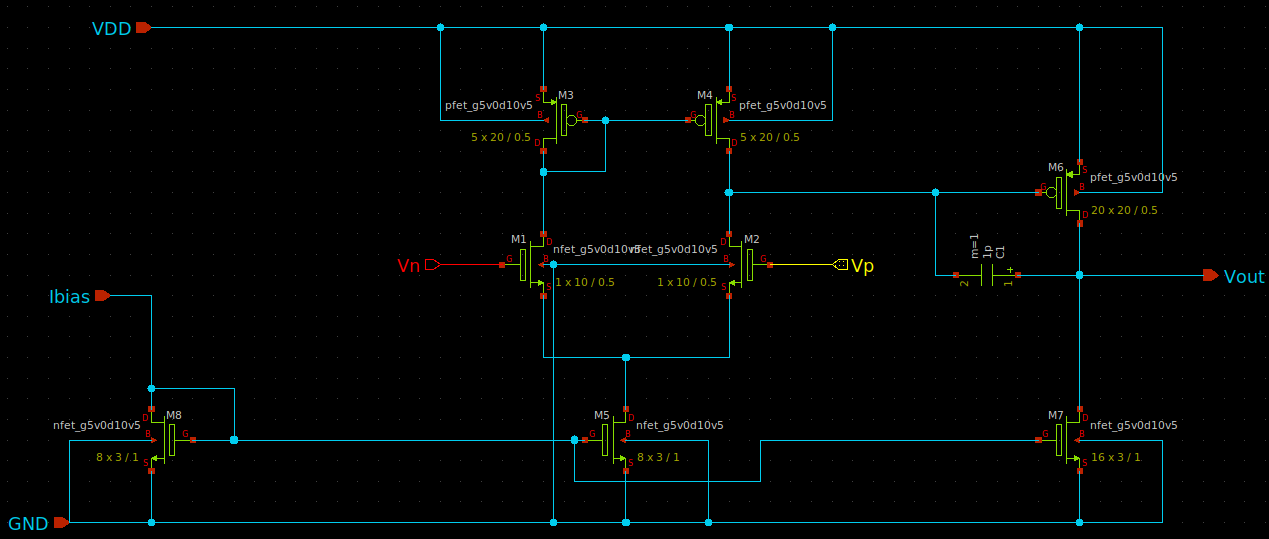 VDD
S
M3
pfet_g5v0d10v5
B
G
5 x 20 / 0.5
D
S
M4
pfet_g5v0d10v5
G
B
5 x 20 / 0.5
D
M6
S
pfet_g5v0d10v5
G
B
20 x 20 / 0.5
D
M1
D
nfet_g5v0d10v5
Vn
G
B
1 x 10 / 0.5
S
D
M2
nfet_g5v0d10v5
B
G
Vp
1 x 10 / 0.5
S
m=1
1p
C1
2
1
+
Vout
Ibias
D
M8
nfet_g5v0d10v5
B
G
8 x 3 / 1
S
M5
D
nfet_g5v0d10v5
G
B
8 x 3 / 1
S
M7
D
nfet_g5v0d10v5
G
B
16 x 3 / 1
S
GND